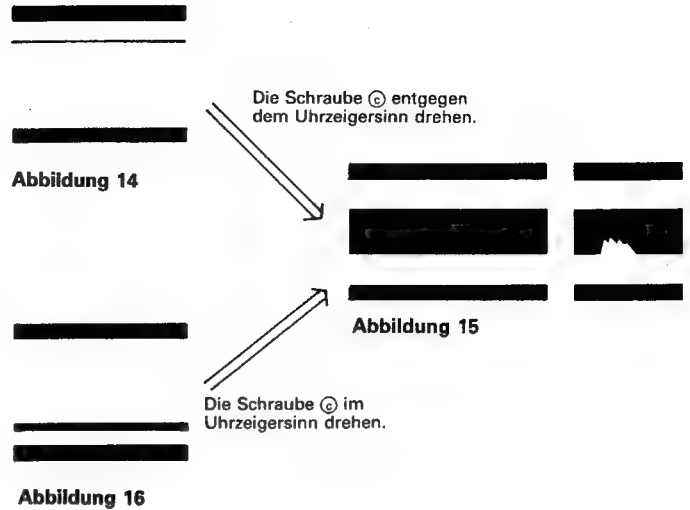 Die Schraube ⓒ entgegen
dem Uhrzeigersinn drehen.
Abbildung 14
Abbildung 15
Die Schraube ⓒ im
Uhrzeigersinn drehen.
Abbildung 16